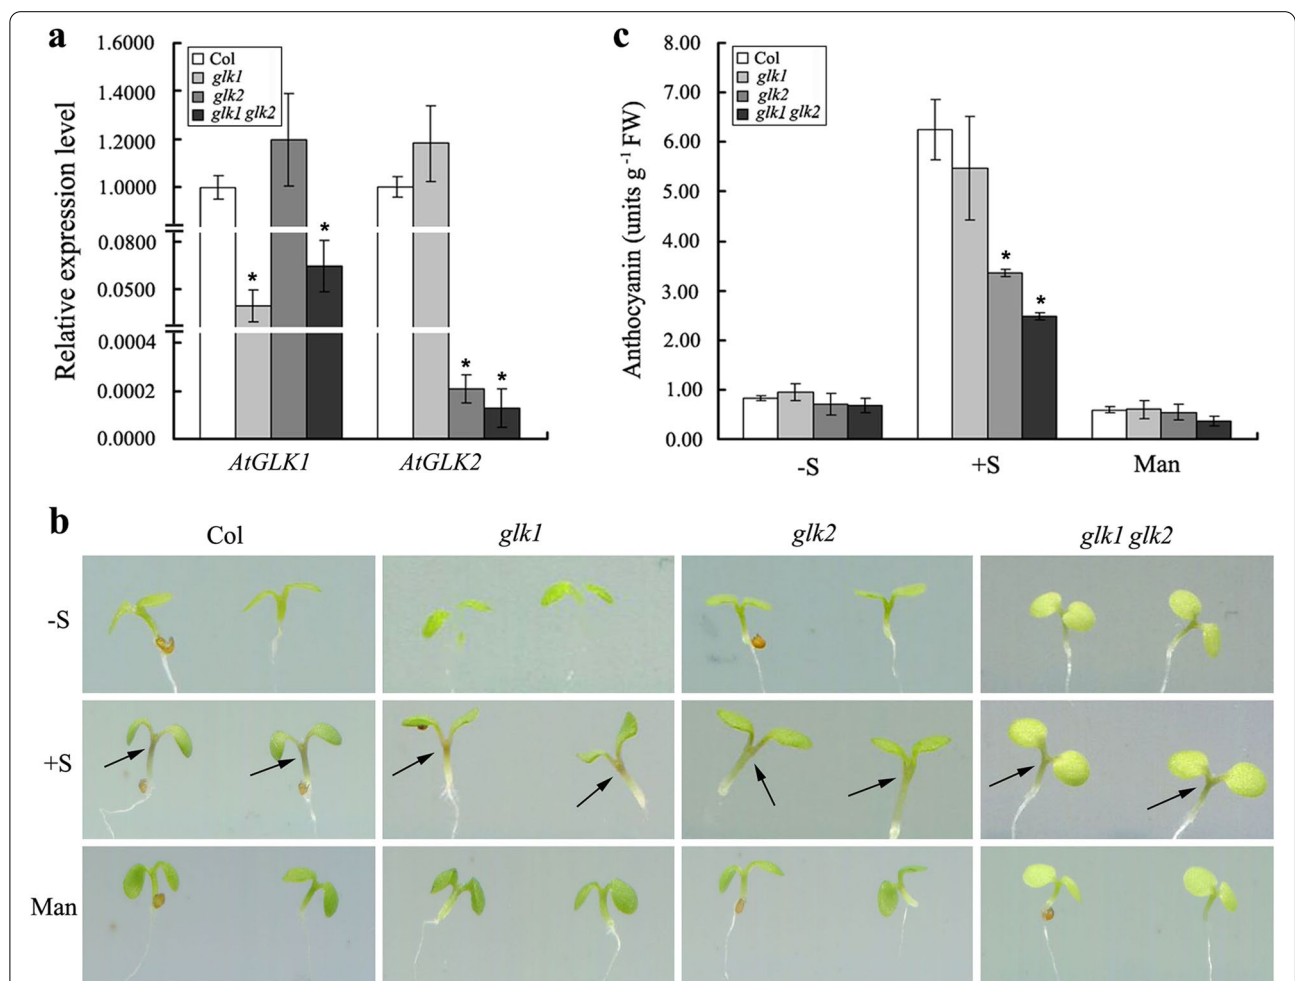 a
Relative expression level
1.6000
1.4000
1.2000
1.0000
0.0800
0.0500
0.0004
0.0002
0.0000
Col
glk1
glk2
glk1 glk2
*
*
*
*
AtGLK1
AtGLK2
c
Anthocyanin (units g⁻¹ FW)
8.00
7.00
6.00
5.00
4.00
3.00
2.00
1.00
0.00
Col
glk1
glk2
glk1 glk2
*
*
-S
+S
Man
b
Col
glk1
glk2
glk1 glk2
-S
+S
Man